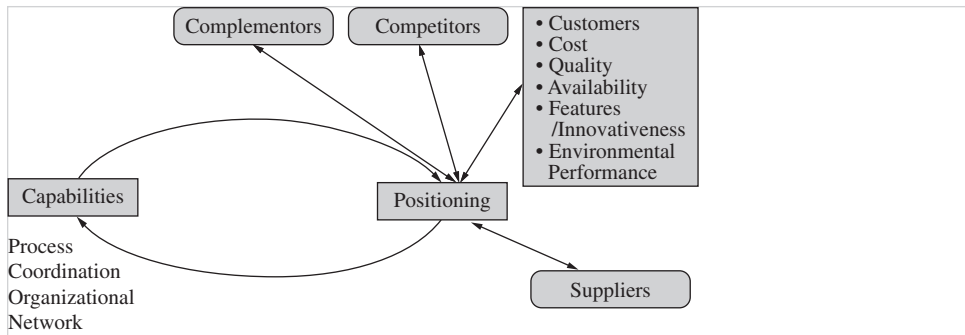 Complementors
Competitors
• Customers
• Cost
• Quality
• Availability
• Features
/Innovativeness
• Environmental
Performance
Capabilities
Positioning
Process
Coordination
Organizational
Network
Suppliers